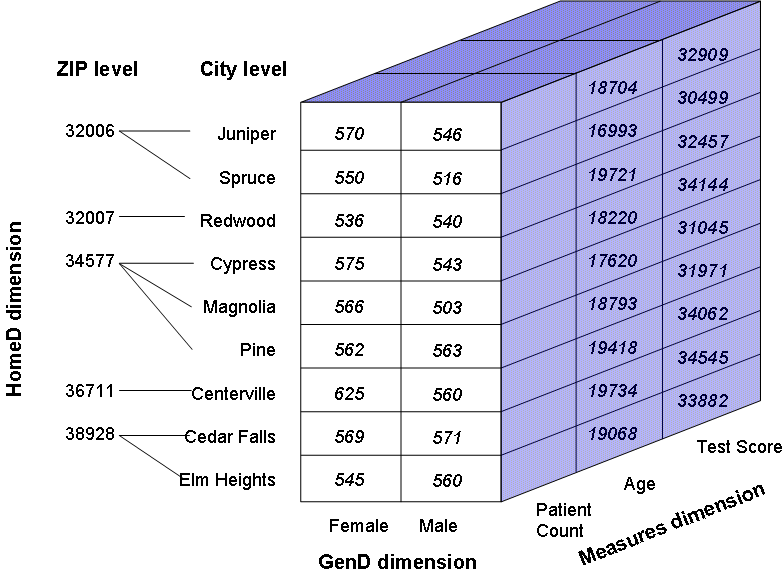 ZIP level City level
32006 Juniper 570 546 18704 32909
Spruce 550 516 16993 30499
32007 Redwood 536 540 19721 32457
34577 Cypress 575 543 18220 34144
Magnolia 566 503 17620 31045
Pine 562 563 18793 31971
36711 Centerville 625 560 19418 34062
38928 Cedar Falls 569 571 19734 34545
Elm Heights 545 560 19068 33882
HomeD dimension
Female Male
GenD dimension
Patient
Count
Age
Test Score
Measures dimension